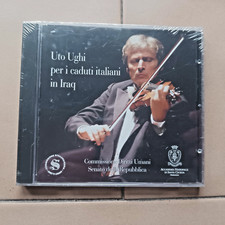 Uto Ughi
per i caduti italiani
in Iraq
Commissione Diritti Umani
Senato della Repubblica
S